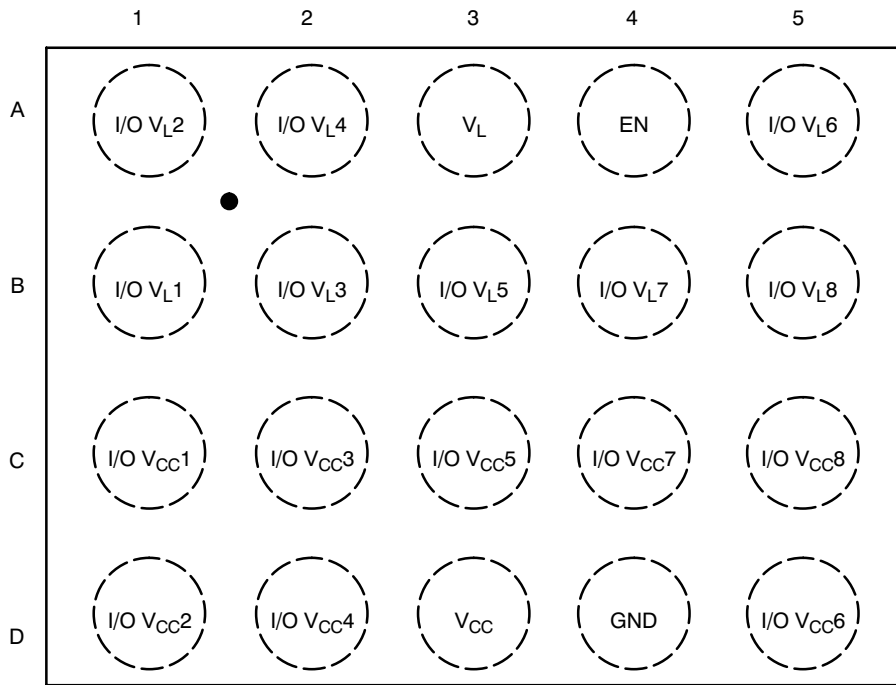 1 2 3 4 5
A I/O VL2 I/O VL4 VL EN I/O VL6
B I/O VL1 I/O VL3 I/O VL5 I/O VL7 I/O VL8
C I/O VCC1 I/O VCC3 I/O VCC5 I/O VCC7 I/O VCC8
D I/O VCC2 I/O VCC4 VCC GND I/O VCC6